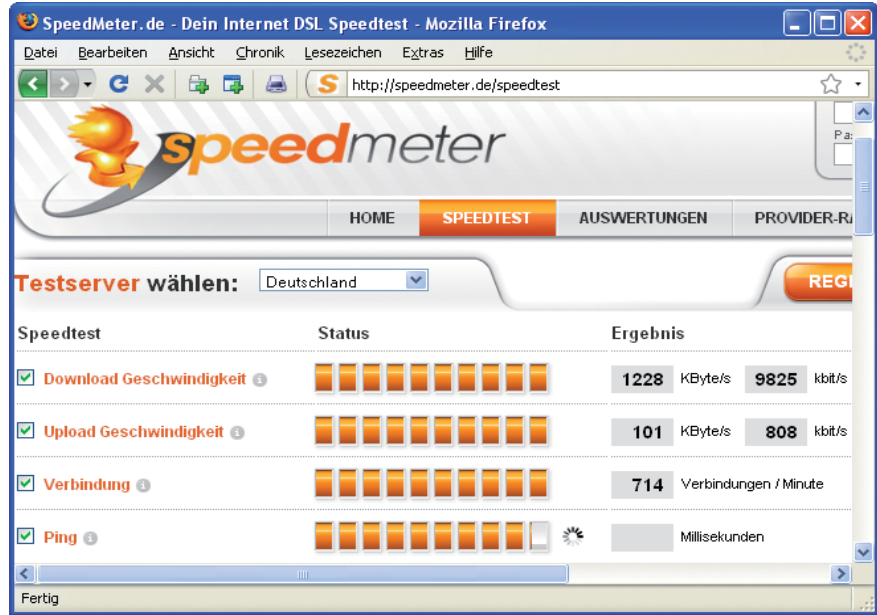 SpeedMeter.de - Dein Internet DSL Speedtest - Mozilla Firefox
Datei Bearbeiten Ansicht Chronik Lesezeichen Extras Hilfe
S http://speedmeter.de/speedtest
speedmeter
HOME SPEEDTEST AUSWERTUNGEN PROVIDER-R
Testserver wählen: Deutschland
REGI
Speedtest Status Ergebnis
Download Geschwindigkeit 1228 KByte/s 9825 kbit/s
Upload Geschwindigkeit 101 KByte/s 808 kbit/s
Verbindung 714 Verbindungen / Minute
Ping Millisekunden
Fertig